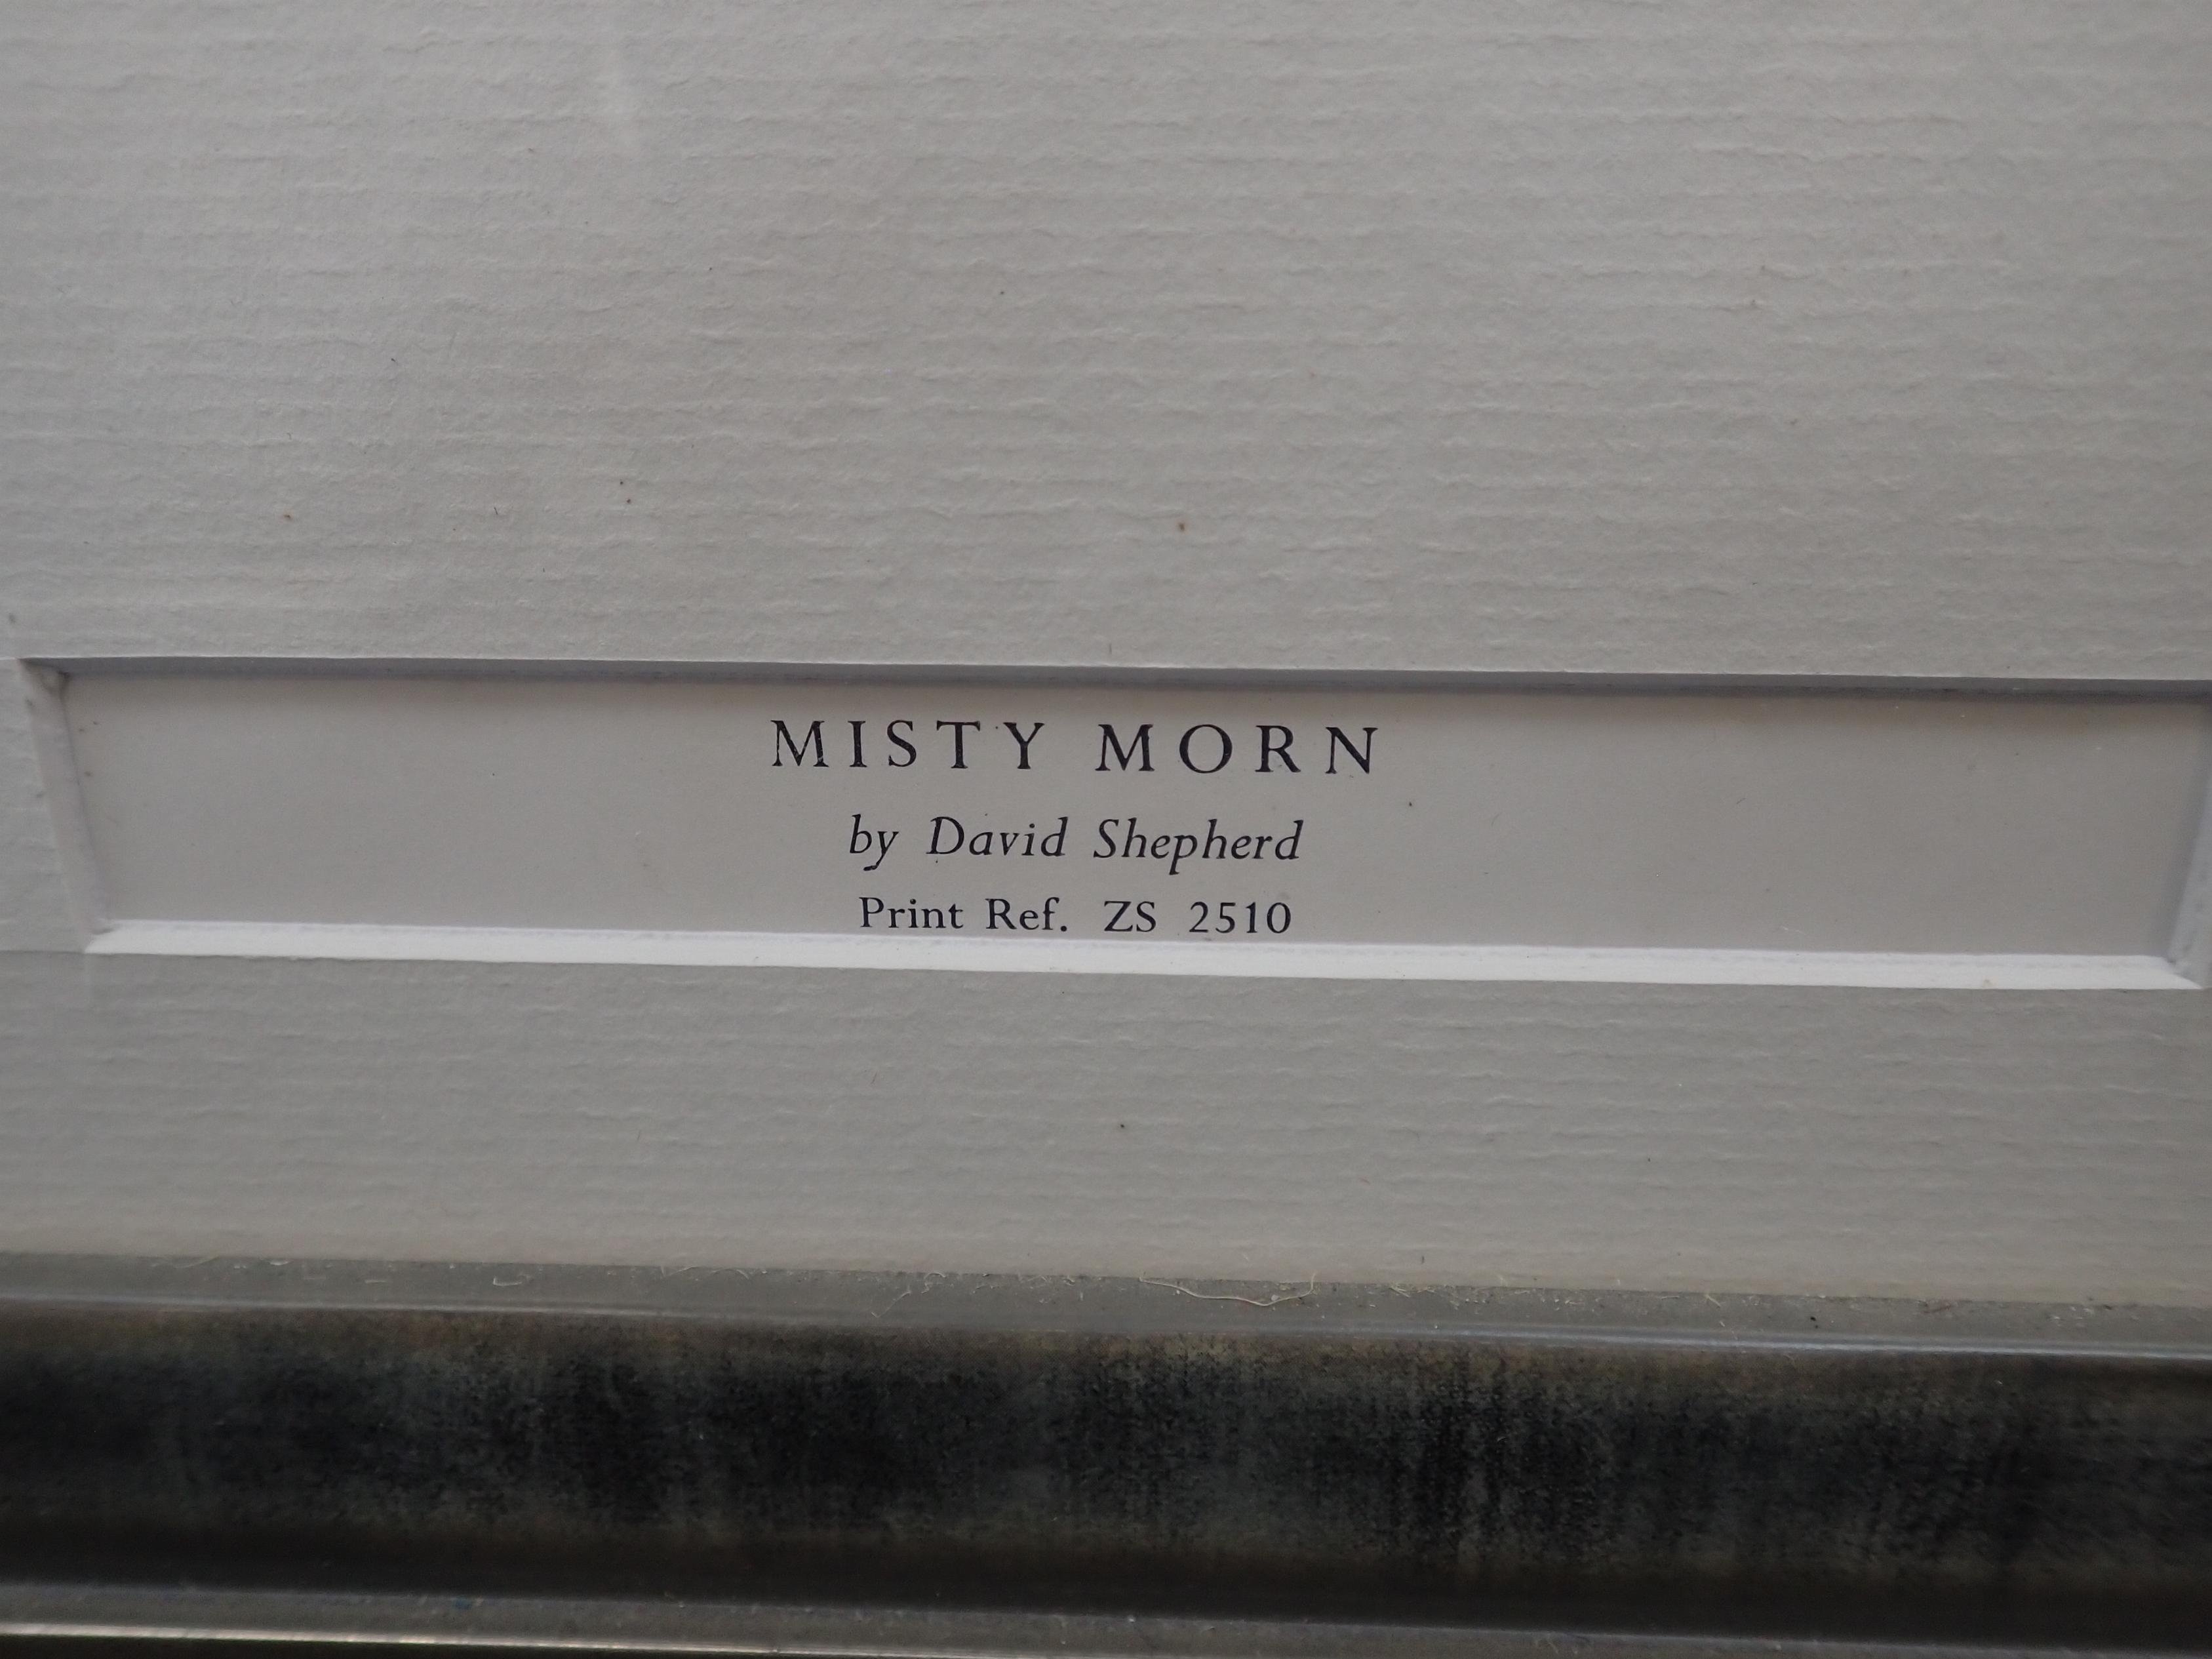 MISTY MORN
by David Shepherd
Print Ref. ZS 2510